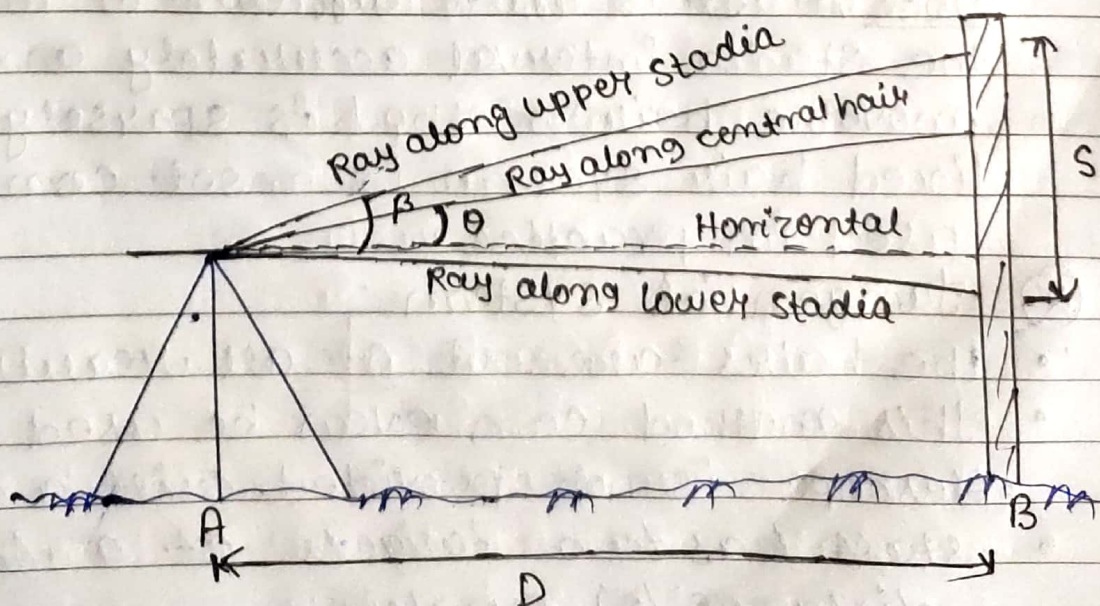 Ray along upper stadia
Ray along central hair
S
β
θ
Horizontal
Ray along lower stadia
A
B
D